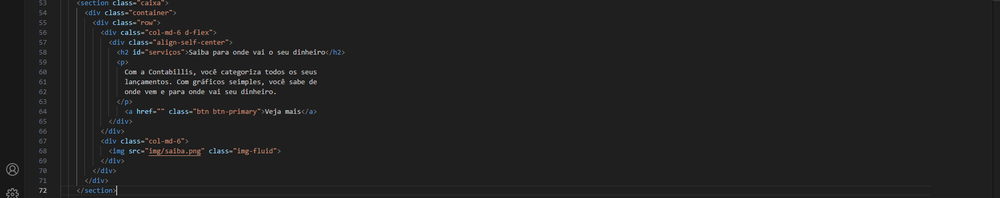 53 <section class="caixa">
54 <div class="container">
55 <div class="row">
56 <div calss="col-md-6 d-flex">
57 <div class="align-self-center">
58 <h2 id="serviços">Saiba para onde vai o seu dinheiro</h2>
59 <p>
60 Com a Contabillis, você categoriza todos os seus
61 lançamentos. Com gráficos seimples, você sabe de
62 onde vem e para onde vai seu dinheiro.
63 </p>
64 <a href="" class="btn btn-primary">Veja mais</a>
65 </div>
66 </div>
67 <div class="col-md-6">
68 <img src="img/saiba.png" class="img-fluid">
69 </div>
70 </div>
71 </div>
72 </section>